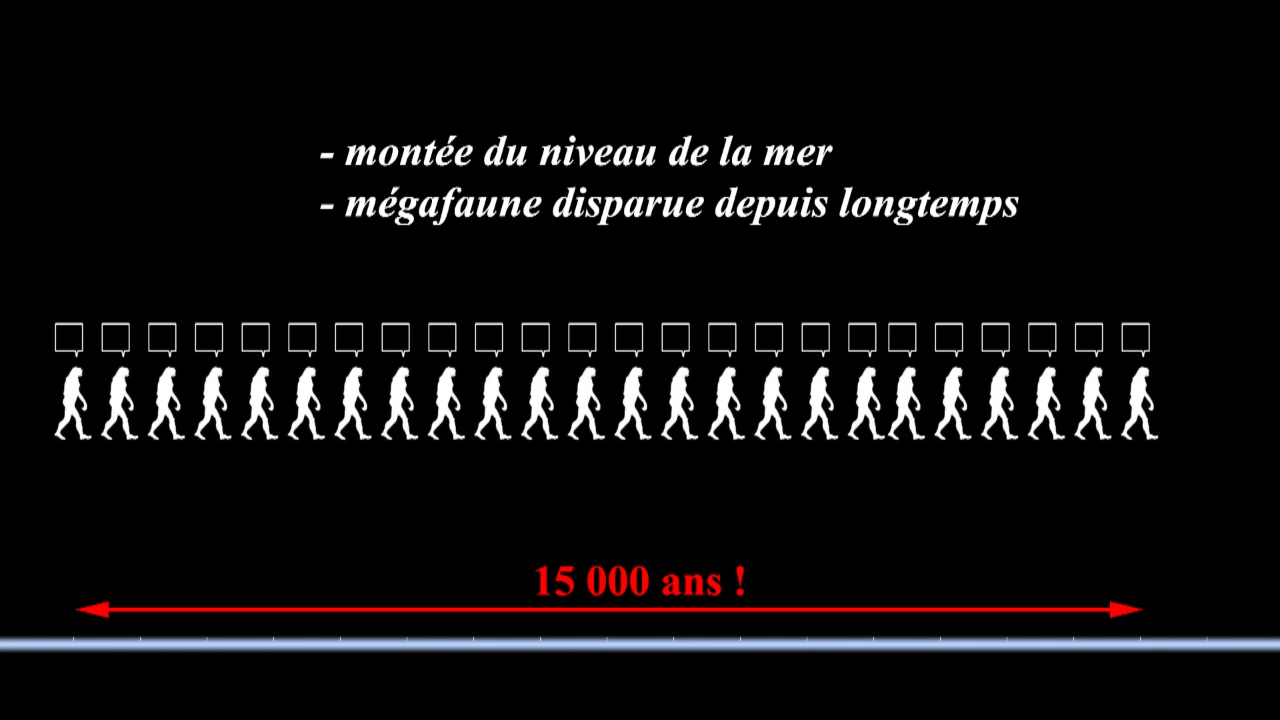 - montée du niveau de la mer
- mégafaune disparue depuis longtemps
15 000 ans !